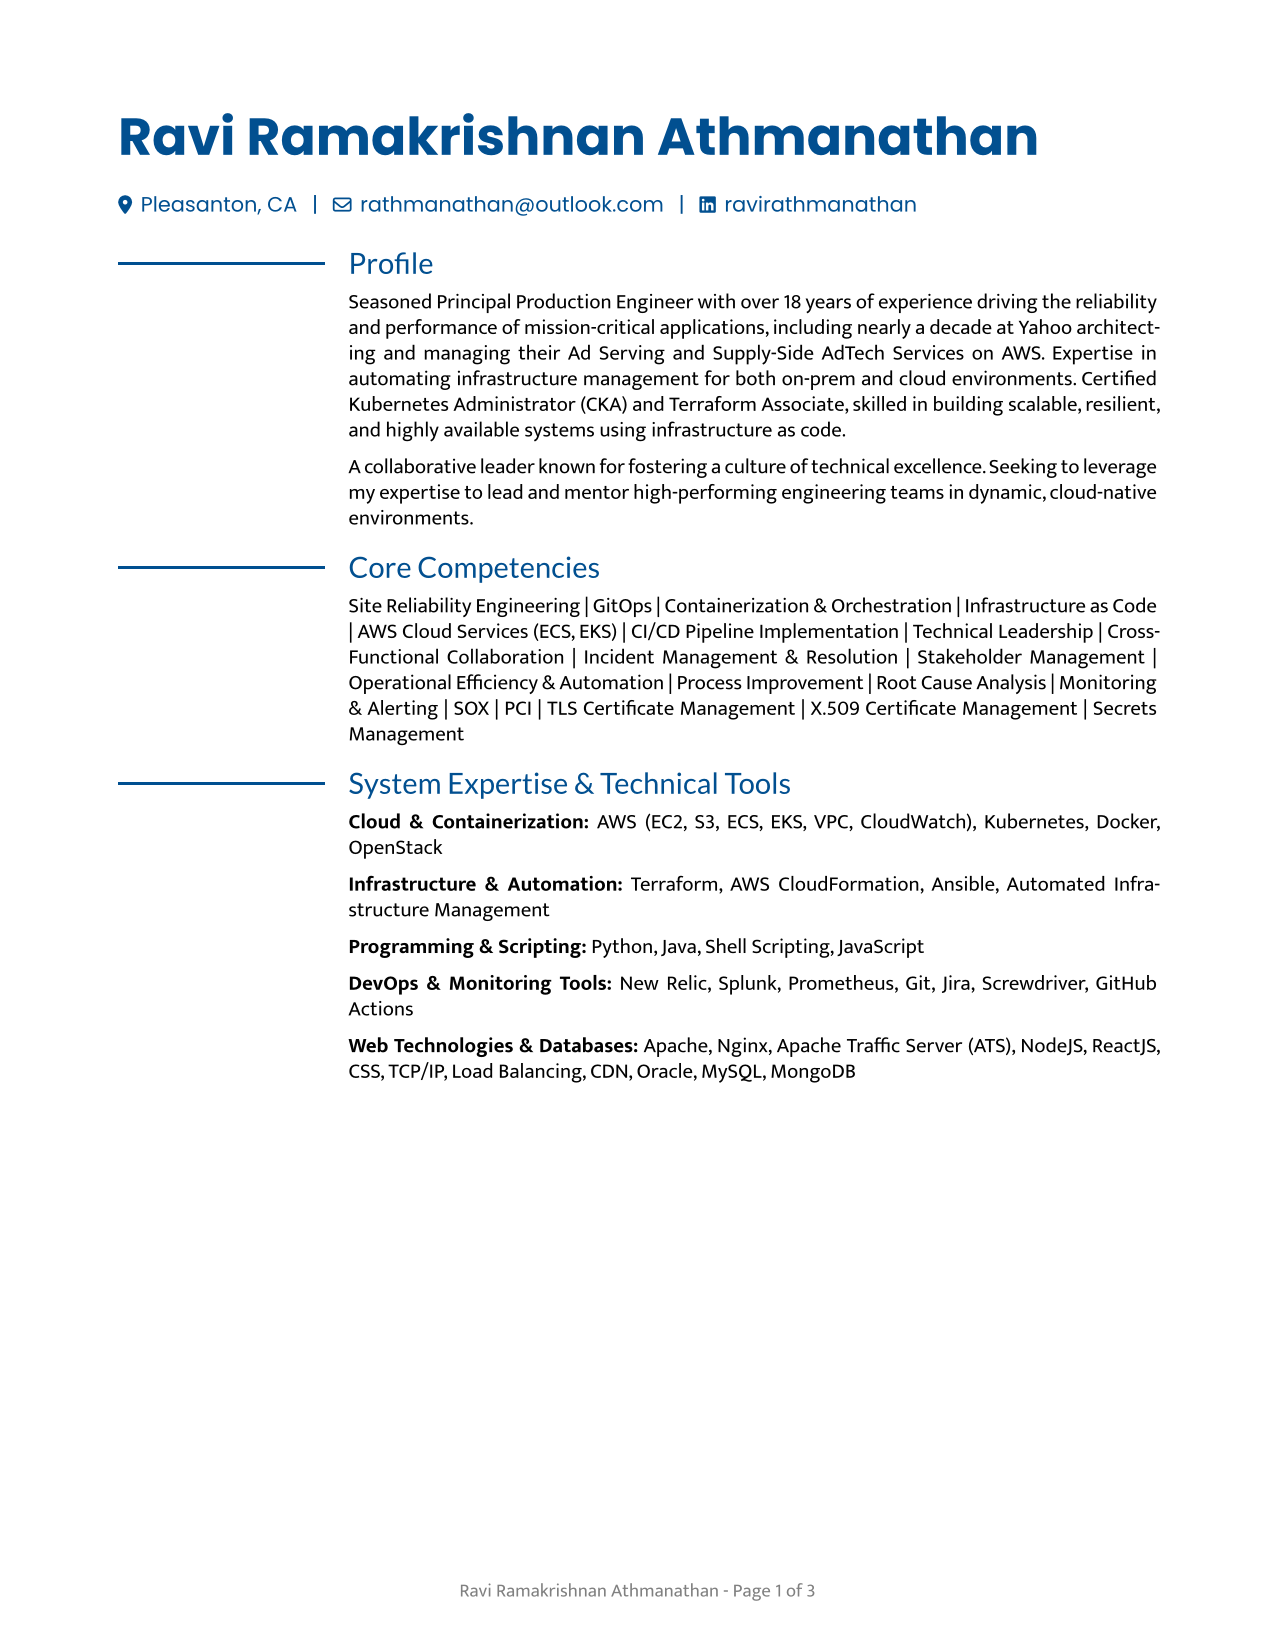 Ravi Ramakrishnan Athmanathan
Pleasanton, CA | rathmanathan@outlook.com | ravirathmanathan
Profile
Seasoned Principal Production Engineer with over 18 years of experience driving the reliability
and performance of mission-critical applications, including nearly a decade at Yahoo architect-
ing and managing their Ad Serving and Supply-Side AdTech Services on AWS. Expertise in
automating infrastructure management for both on-prem and cloud environments. Certified
Kubernetes Administrator (CKA) and Terraform Associate, skilled in building scalable, resilient,
and highly available systems using infrastructure as code.
A collaborative leader known for fostering a culture of technical excellence. Seeking to leverage
my expertise to lead and mentor high-performing engineering teams in dynamic, cloud-native
environments.
Core Competencies
Site Reliability Engineering | GitOps | Containerization & Orchestration | Infrastructure as Code
| AWS Cloud Services (ECS, EKS) | CI/CD Pipeline Implementation | Technical Leadership | Cross-
Functional Collaboration | Incident Management & Resolution | Stakeholder Management |
Operational Efficiency & Automation | Process Improvement | Root Cause Analysis | Monitoring
& Alerting | SOX | PCI | TLS Certificate Management | X.509 Certificate Management | Secrets
Management
System Expertise & Technical Tools
Cloud & Containerization: AWS (EC2, S3, ECS, EKS, VPC, CloudWatch), Kubernetes, Docker,
OpenStack
Infrastructure & Automation: Terraform, AWS CloudFormation, Ansible, Automated Infra-
structure Management
Programming & Scripting: Python, Java, Shell Scripting, JavaScript
DevOps & Monitoring Tools: New Relic, Splunk, Prometheus, Git, Jira, Screwdriver, GitHub
Actions
Web Technologies & Databases: Apache, Nginx, Apache Traffic Server (ATS), NodeJS, ReactJS,
CSS, TCP/IP, Load Balancing, CDN, Oracle, MySQL, MongoDB
Ravi Ramakrishnan Athmanathan - Page 1 of 3